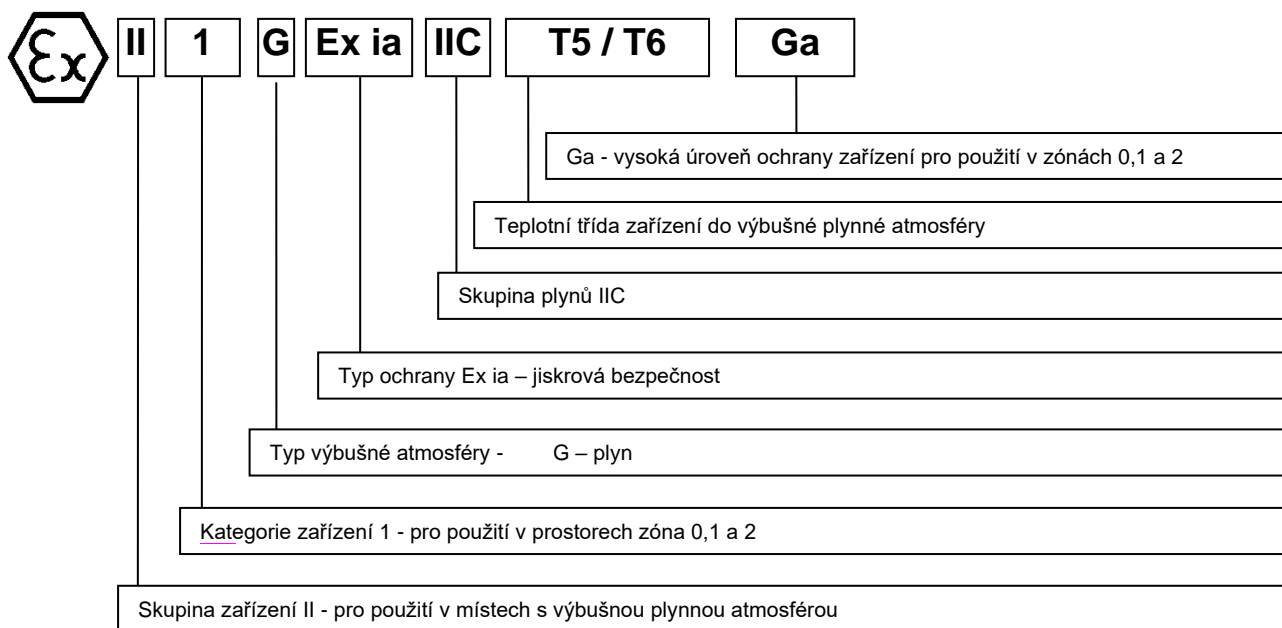 Ex II 1 G Ex ia IIC T5 / T6 Ga
Ga - vysoká úroveň ochrany zařízení pro použití v zónách 0,1 a 2
Teplotní třída zařízení do výbušné plynné atmosféry
Skupina plynů IIC
Typ ochrany Ex ia – jiskrová bezpečnost
Typ výbušné atmosféry - G – plyn
Kategorie zařízení 1 - pro použití v prostorech zóna 0,1 a 2
Skupina zařízení II - pro použití v místech s výbušnou plynnou atmosférou